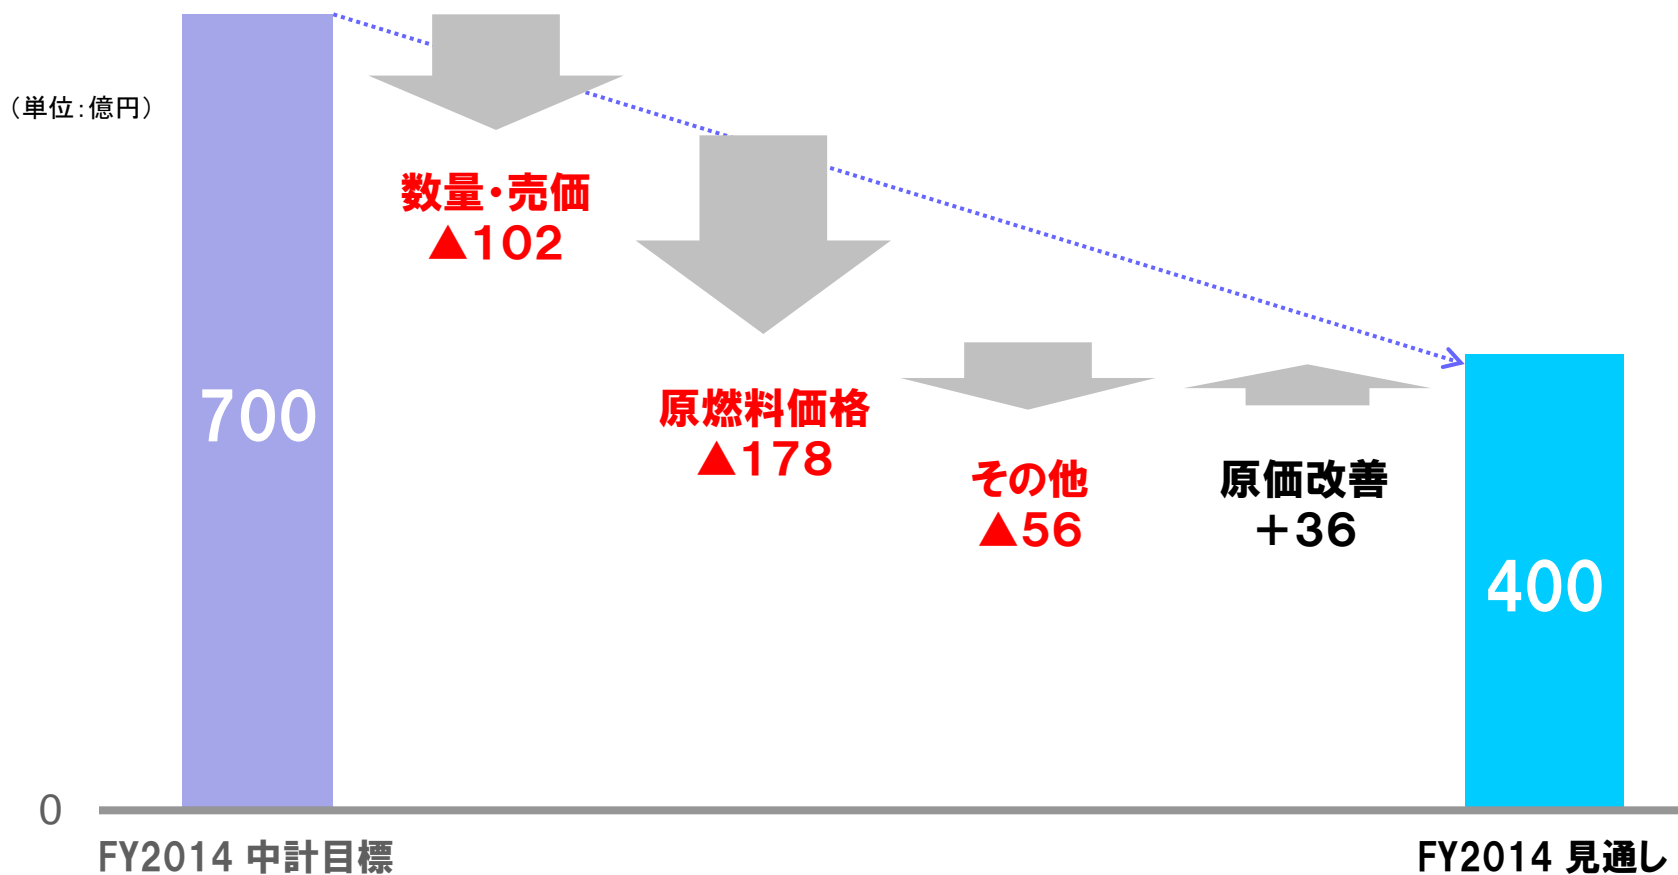 （単位：億円）
数量・売価
▲102
原燃料価格
▲178
その他
▲56
原価改善
＋36
700
400
0
FY2014 中計目標
FY2014 見通し